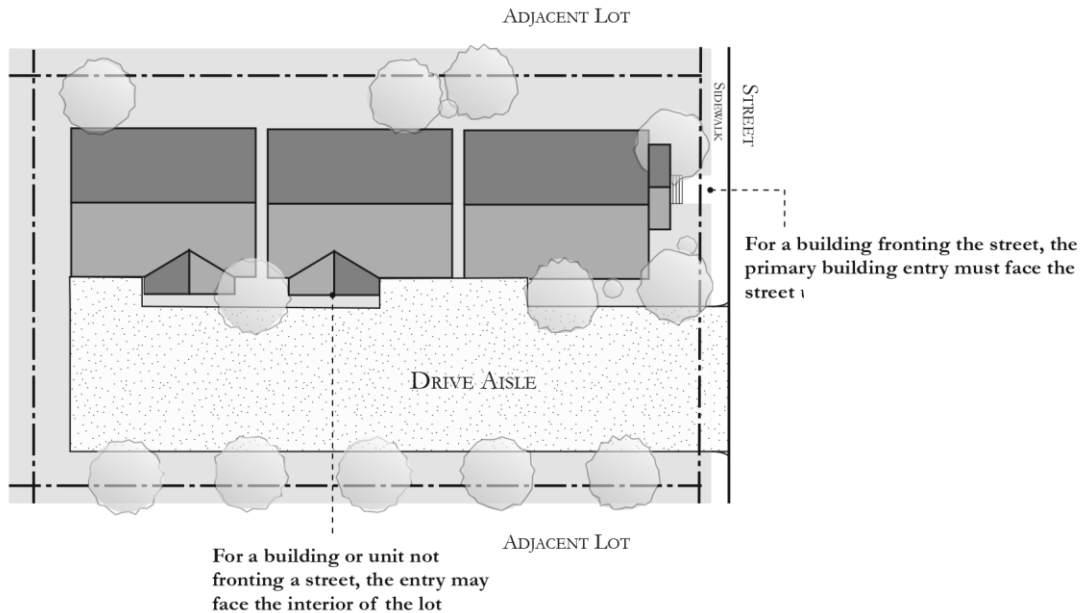 ADJACENT LOT
SIDEWALK
STREET
For a building fronting the street, the
primary building entry must face the
street
DRIVE AISLE
ADJACENT LOT
For a building or unit not
fronting a street, the entry may
face the interior of the lot